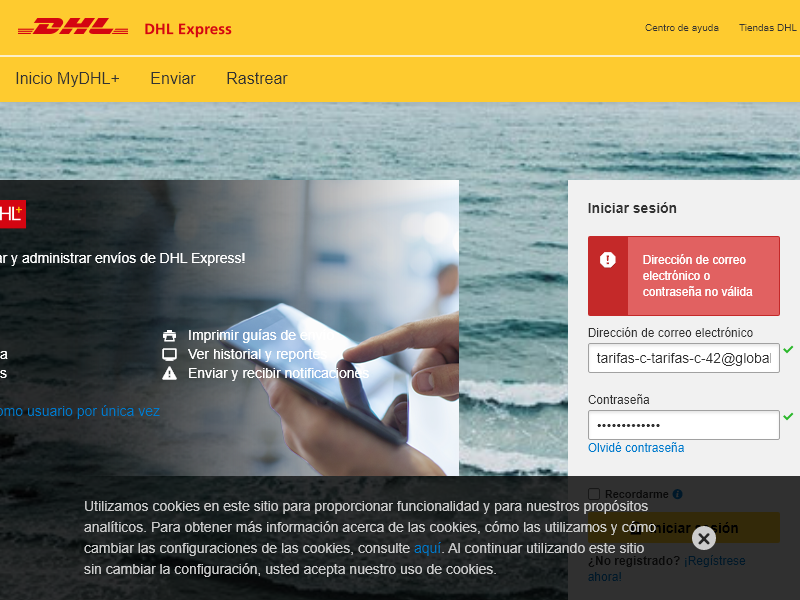 DHL DHL Express
Centro de ayuda Tiendas DHL
Inicio MyDHL+ Enviar Rastrear
HL+
r y administrar envíos de DHL Express!
Imprimir guías de
a Ver historial y reportes
s Enviar y recibir notificaciones
omo usuario por única vez
Iniciar sesión
Dirección de correo
electrónico o
contraseña no válida
Dirección de correo electrónico
tarifas-c-tarifas-c-42@global
Contraseña
•••••••••••••
Olvidé contraseña
Recordarme
Iniciar sesión
¿No registrado? ¡Regístrese
ahora!
Utilizamos cookies en este sitio para proporcionar funcionalidad y para nuestros propósitos
analíticos. Para obtener más información acerca de las cookies, cómo las utilizamos y cómo
cambiar las configuraciones de las cookies, consulte aquí. Al continuar utilizando este sitio
sin cambiar la configuración, usted acepta nuestro uso de cookies.